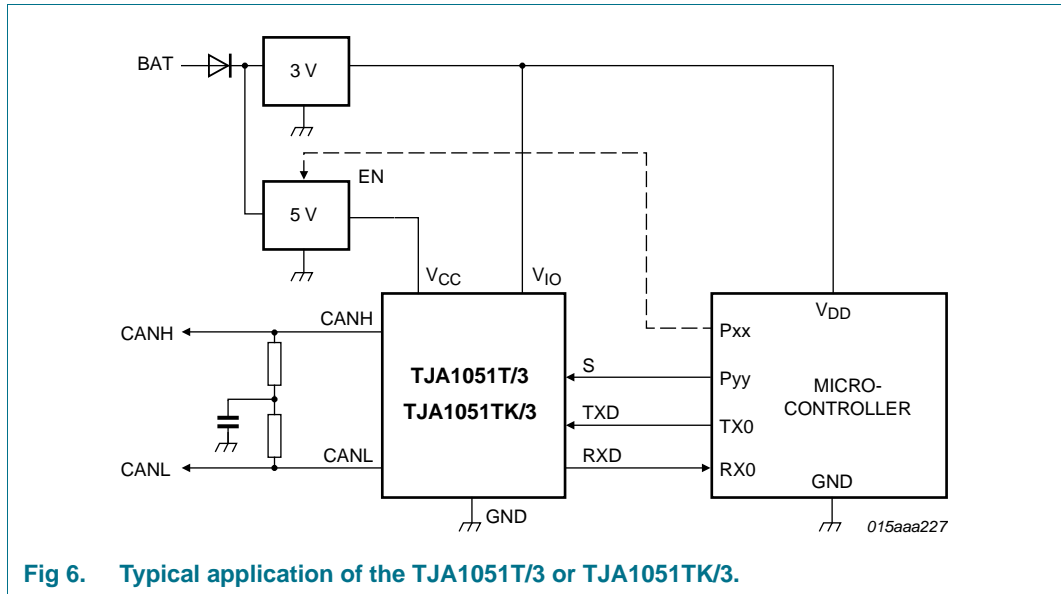 BAT
3 V
EN
5 V
VCC
VIO
VDD
CANH
CANH
Pxx
TJA1051T/3
S
Pyy
MICRO-
CONTROLLER
TJA1051TK/3
TXD
TX0
CANL
CANL
RXD
RX0
GND
GND
015aaa227
Fig 6. Typical application of the TJA1051T/3 or TJA1051TK/3.